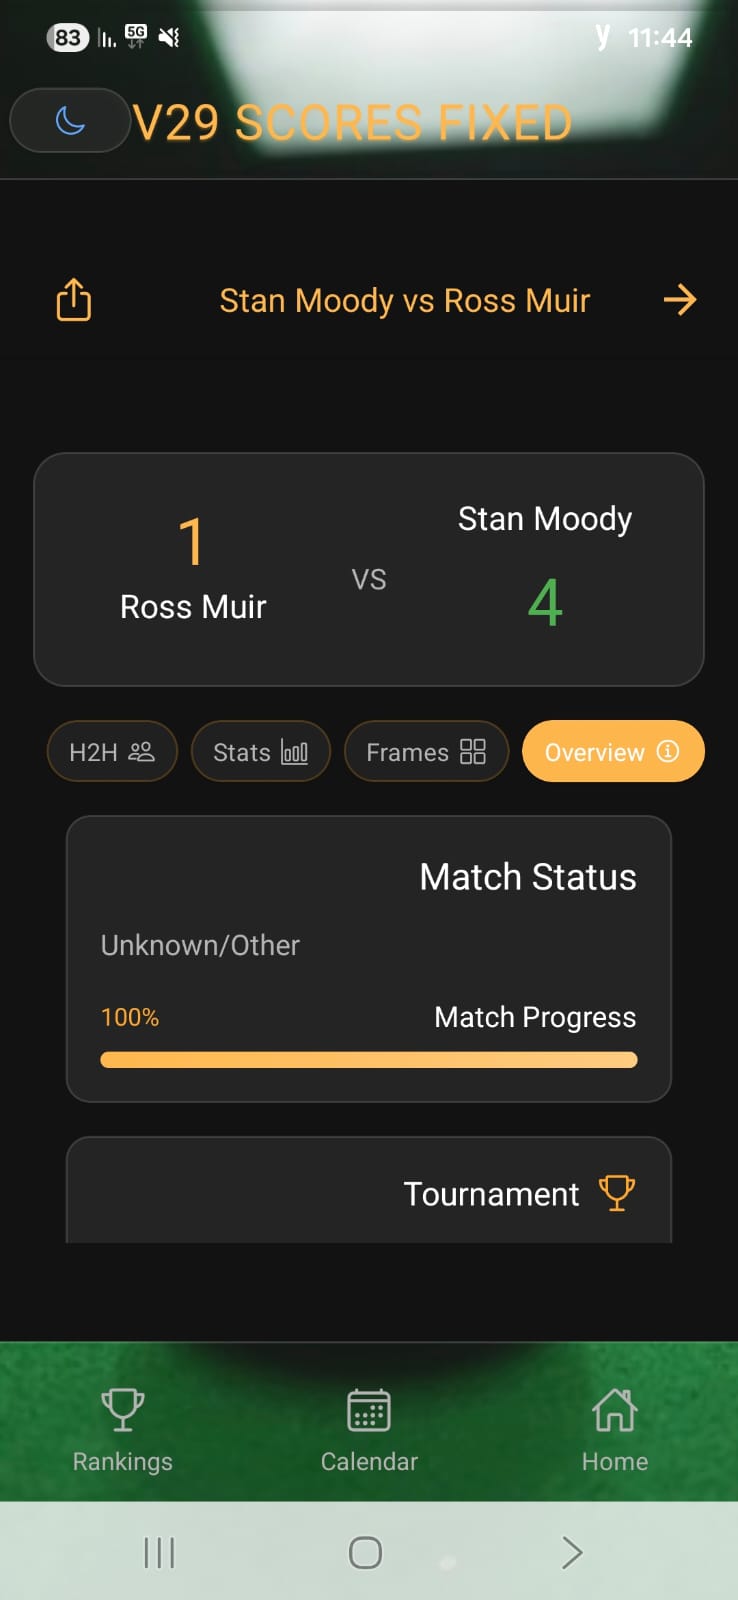 83 5G y 11:44
V29 SCORES FIXED
Stan Moody vs Ross Muir
1
Ross Muir
VS
Stan Moody
4
H2H Stats Frames Overview
Match Status
Unknown/Other
100% Match Progress
Tournament
Rankings Calendar Home